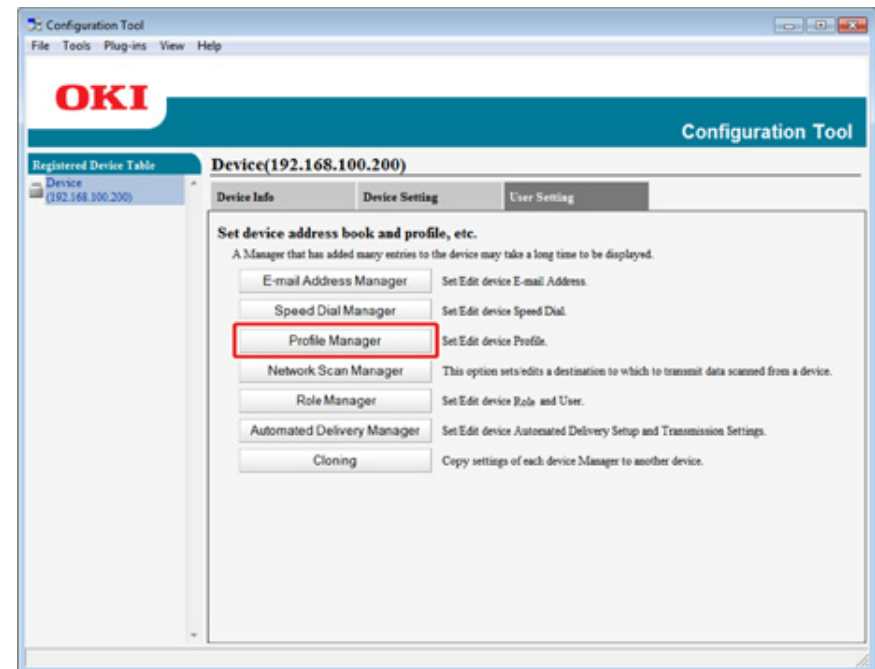 Configuration Tool
File Tools Plug-ins View Help
OKI
Configuration Tool
Registered Device Table
Device
(192.168.100.200)
Device(192.168.100.200)
Device Info Device Setting User Setting
Set device address book and profile, etc.
A Manager that has added many entries to the device may take a long time to be displayed.
E-mail Address Manager Set/Edit device E-mail Address.
Speed Dial Manager Set/Edit device Speed Dial.
Profile Manager Set/Edit device Profile.
Network Scan Manager This option sets/edits a destination to which to transmit data scanned from a device.
Role Manager Set/Edit device Role and User.
Automated Delivery Manager Set/Edit device Automated Delivery Setup and Transmission Settings.
Cloning Copy settings of each device Manager to another device.